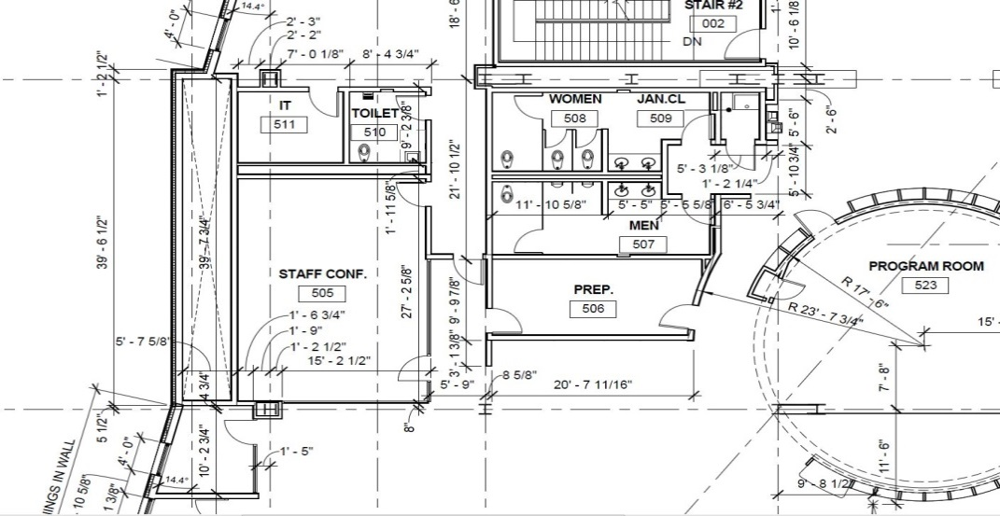 4' - 0"
14.4°
18' - 6
STAIR #2
002
DN
1'
10' - 6 1/8"
2' - 3"
2' - 2"
7' - 0 1/8"
8' - 4 3/4"
1' - 2 1/2"
IT
511
TOILET
510
9' - 2 3/8"
WOMEN
508
JAN.CL
509
5' - 6"
2' - 6"
5' - 10 3/4"
5' - 3 1/8"
1' - 2 1/4"
21' - 10 1/2"
1' - 11 5/8"
11' - 10 5/8"
5' - 5"
5' - 5 5/8"
6' - 5 3/4"
MEN
507
39' - 6 1/2"
39' - 7 3/4"
STAFF CONF.
505
27' - 2 5/8"
9' - 9 7/8"
PREP.
506
PROGRAM ROOM
523
R 17' - 6"
R 23' - 7 3/4"
15' -
1' - 6 3/4"
1' - 9"
1' - 2 1/2"
15' - 2 1/2"
5' - 7 5/8"
3' - 1 3/8"
4 3/4"
5' - 9"
8 5/8"
20' - 7 11/16"
7' - 8"
8"
5 1/2"
10' - 2 3/4"
1' - 5"
4' - 0"
14.4°
INGS IN WALL
10 5/8"
1 3/8"
11' - 6"
9' - 8 1/2"